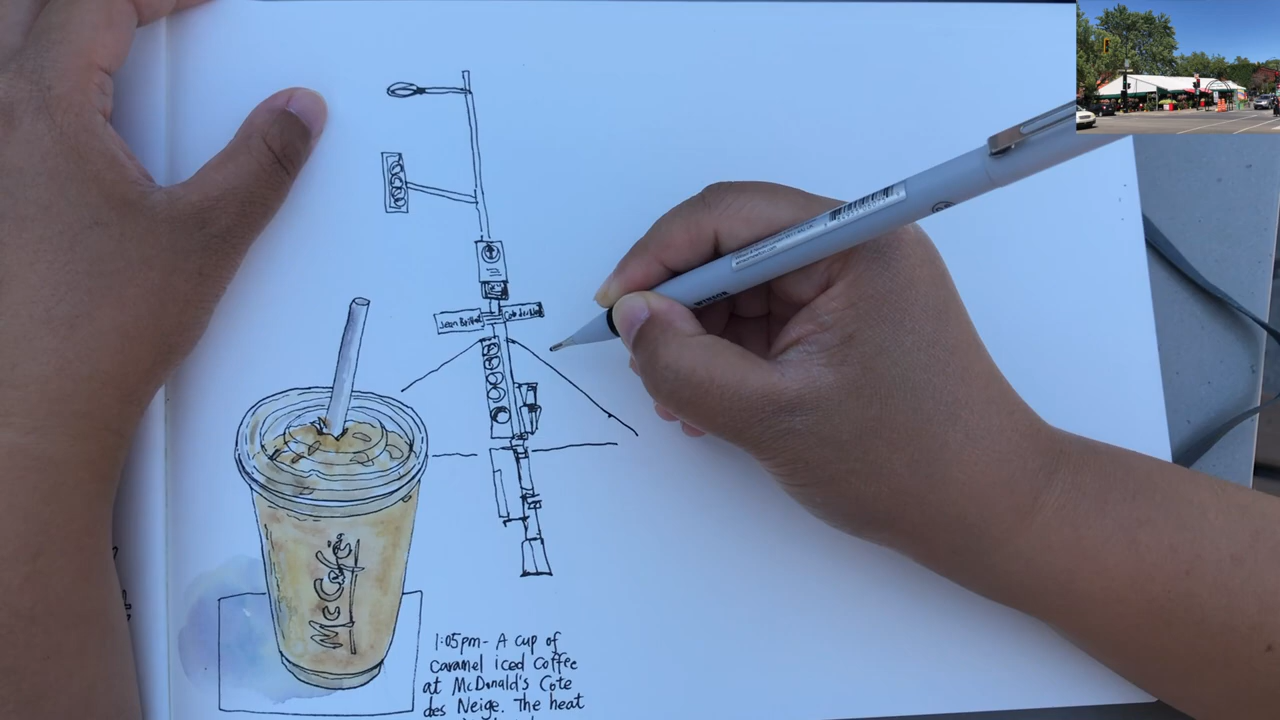 Jean Brillant
Cote des Neiges
McCafé
1:05pm- A cup of
caramel iced coffee
at McDonald's Cote
des Neige. The heat
WINSOR